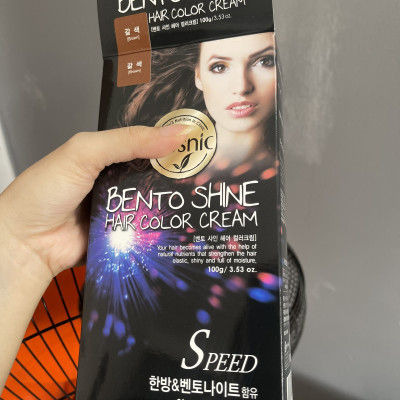 BENTO
HAIR COLOR CREAM
[벤토 샤인 헤어 컬러크림] 100g/3.53 oz.
갈색
(Brown)
갈색
(Brown)
snic
BENTO SHINE
HAIR COLOR CREAM
[벤토 샤인 헤어 컬러크림]
Your hair becomes alive with the help of
natural nutrients that strengthen the hair
elastic, shiny and full of moisture.
100g/ 3.53 oz.
SPEED
한방&벤토나이트 함유